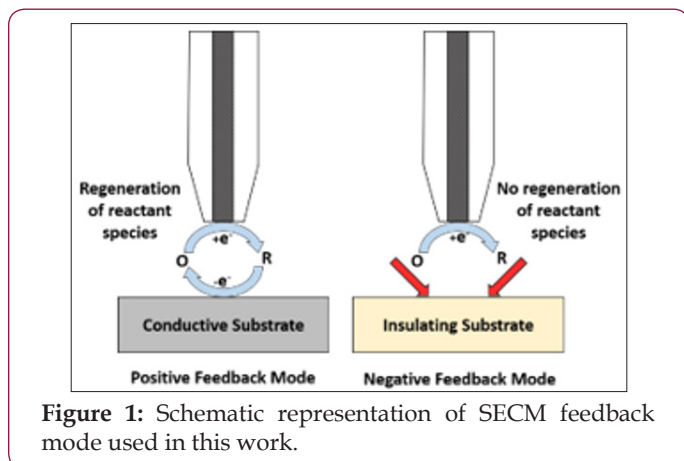 Regeneration
of reactant
species
+e-
O R
-e-
Conductive Substrate
Positive Feedback Mode
No regeneration
of reactant
species
+e-
O R
Insulating Substrate
Negative Feedback Mode
Figure 1: Schematic representation of SECM feedback
mode used in this work.